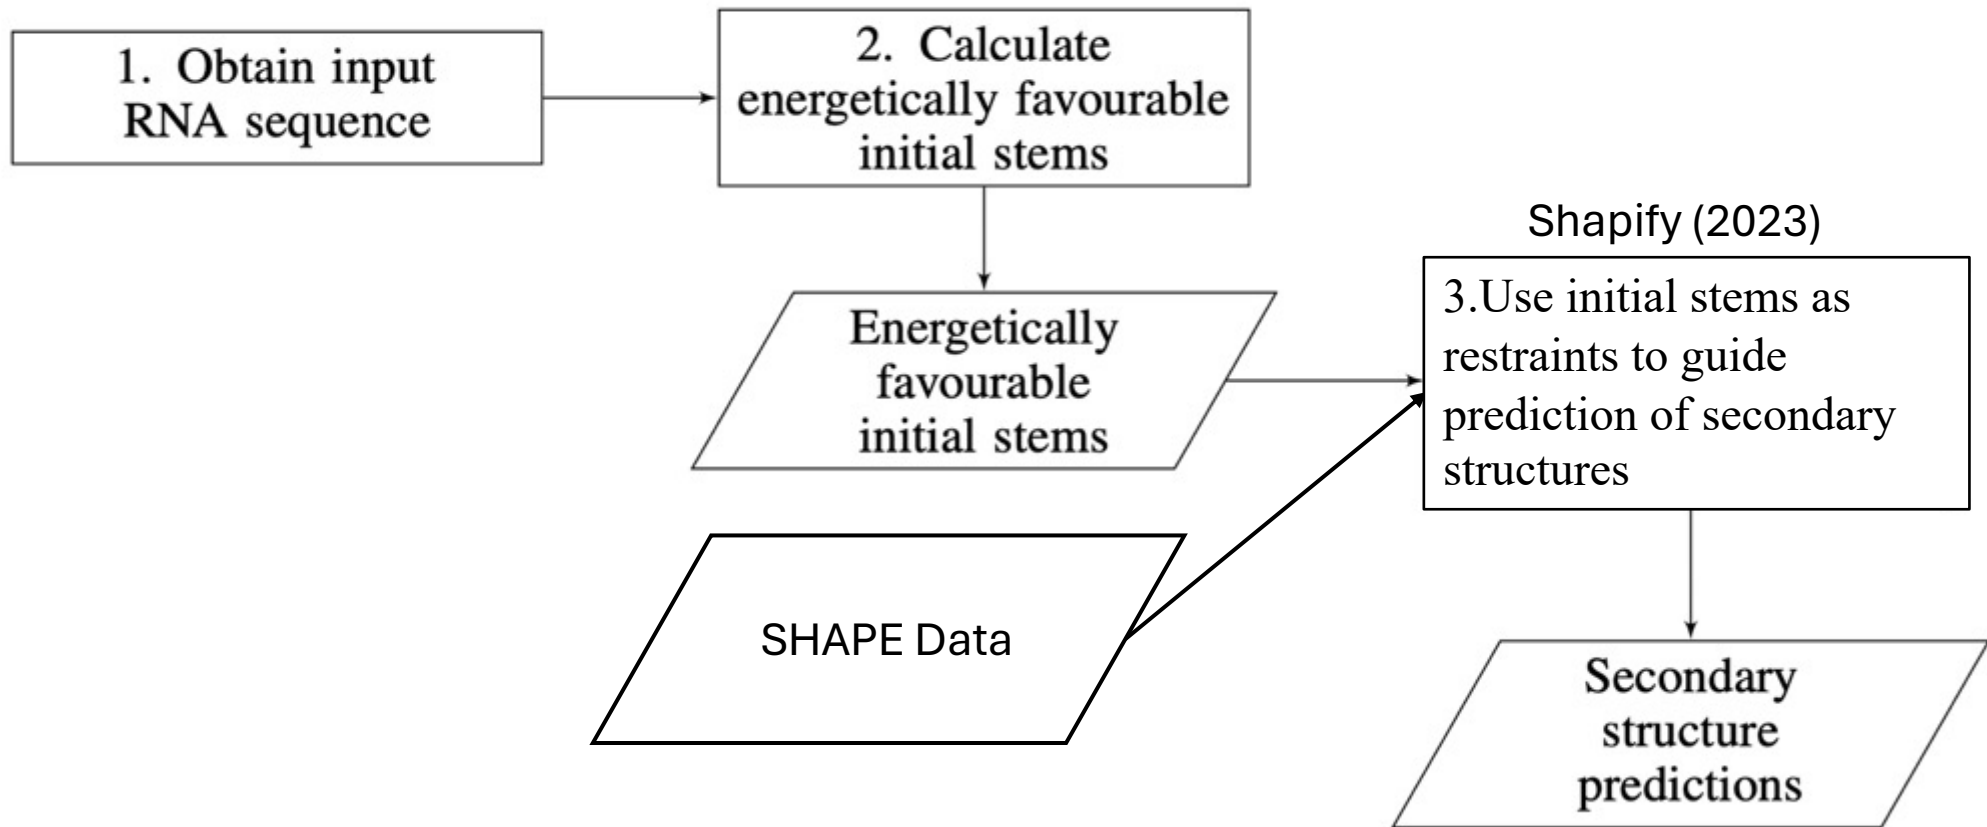 1. Obtain input
RNA sequence
2. Calculate
energetically favourable
initial stems
Energetically
favourable
initial stems
SHAPE Data
Shapify (2023)
3.Use initial stems as
restraints to guide
prediction of secondary
structures
Secondary
structure
predictions